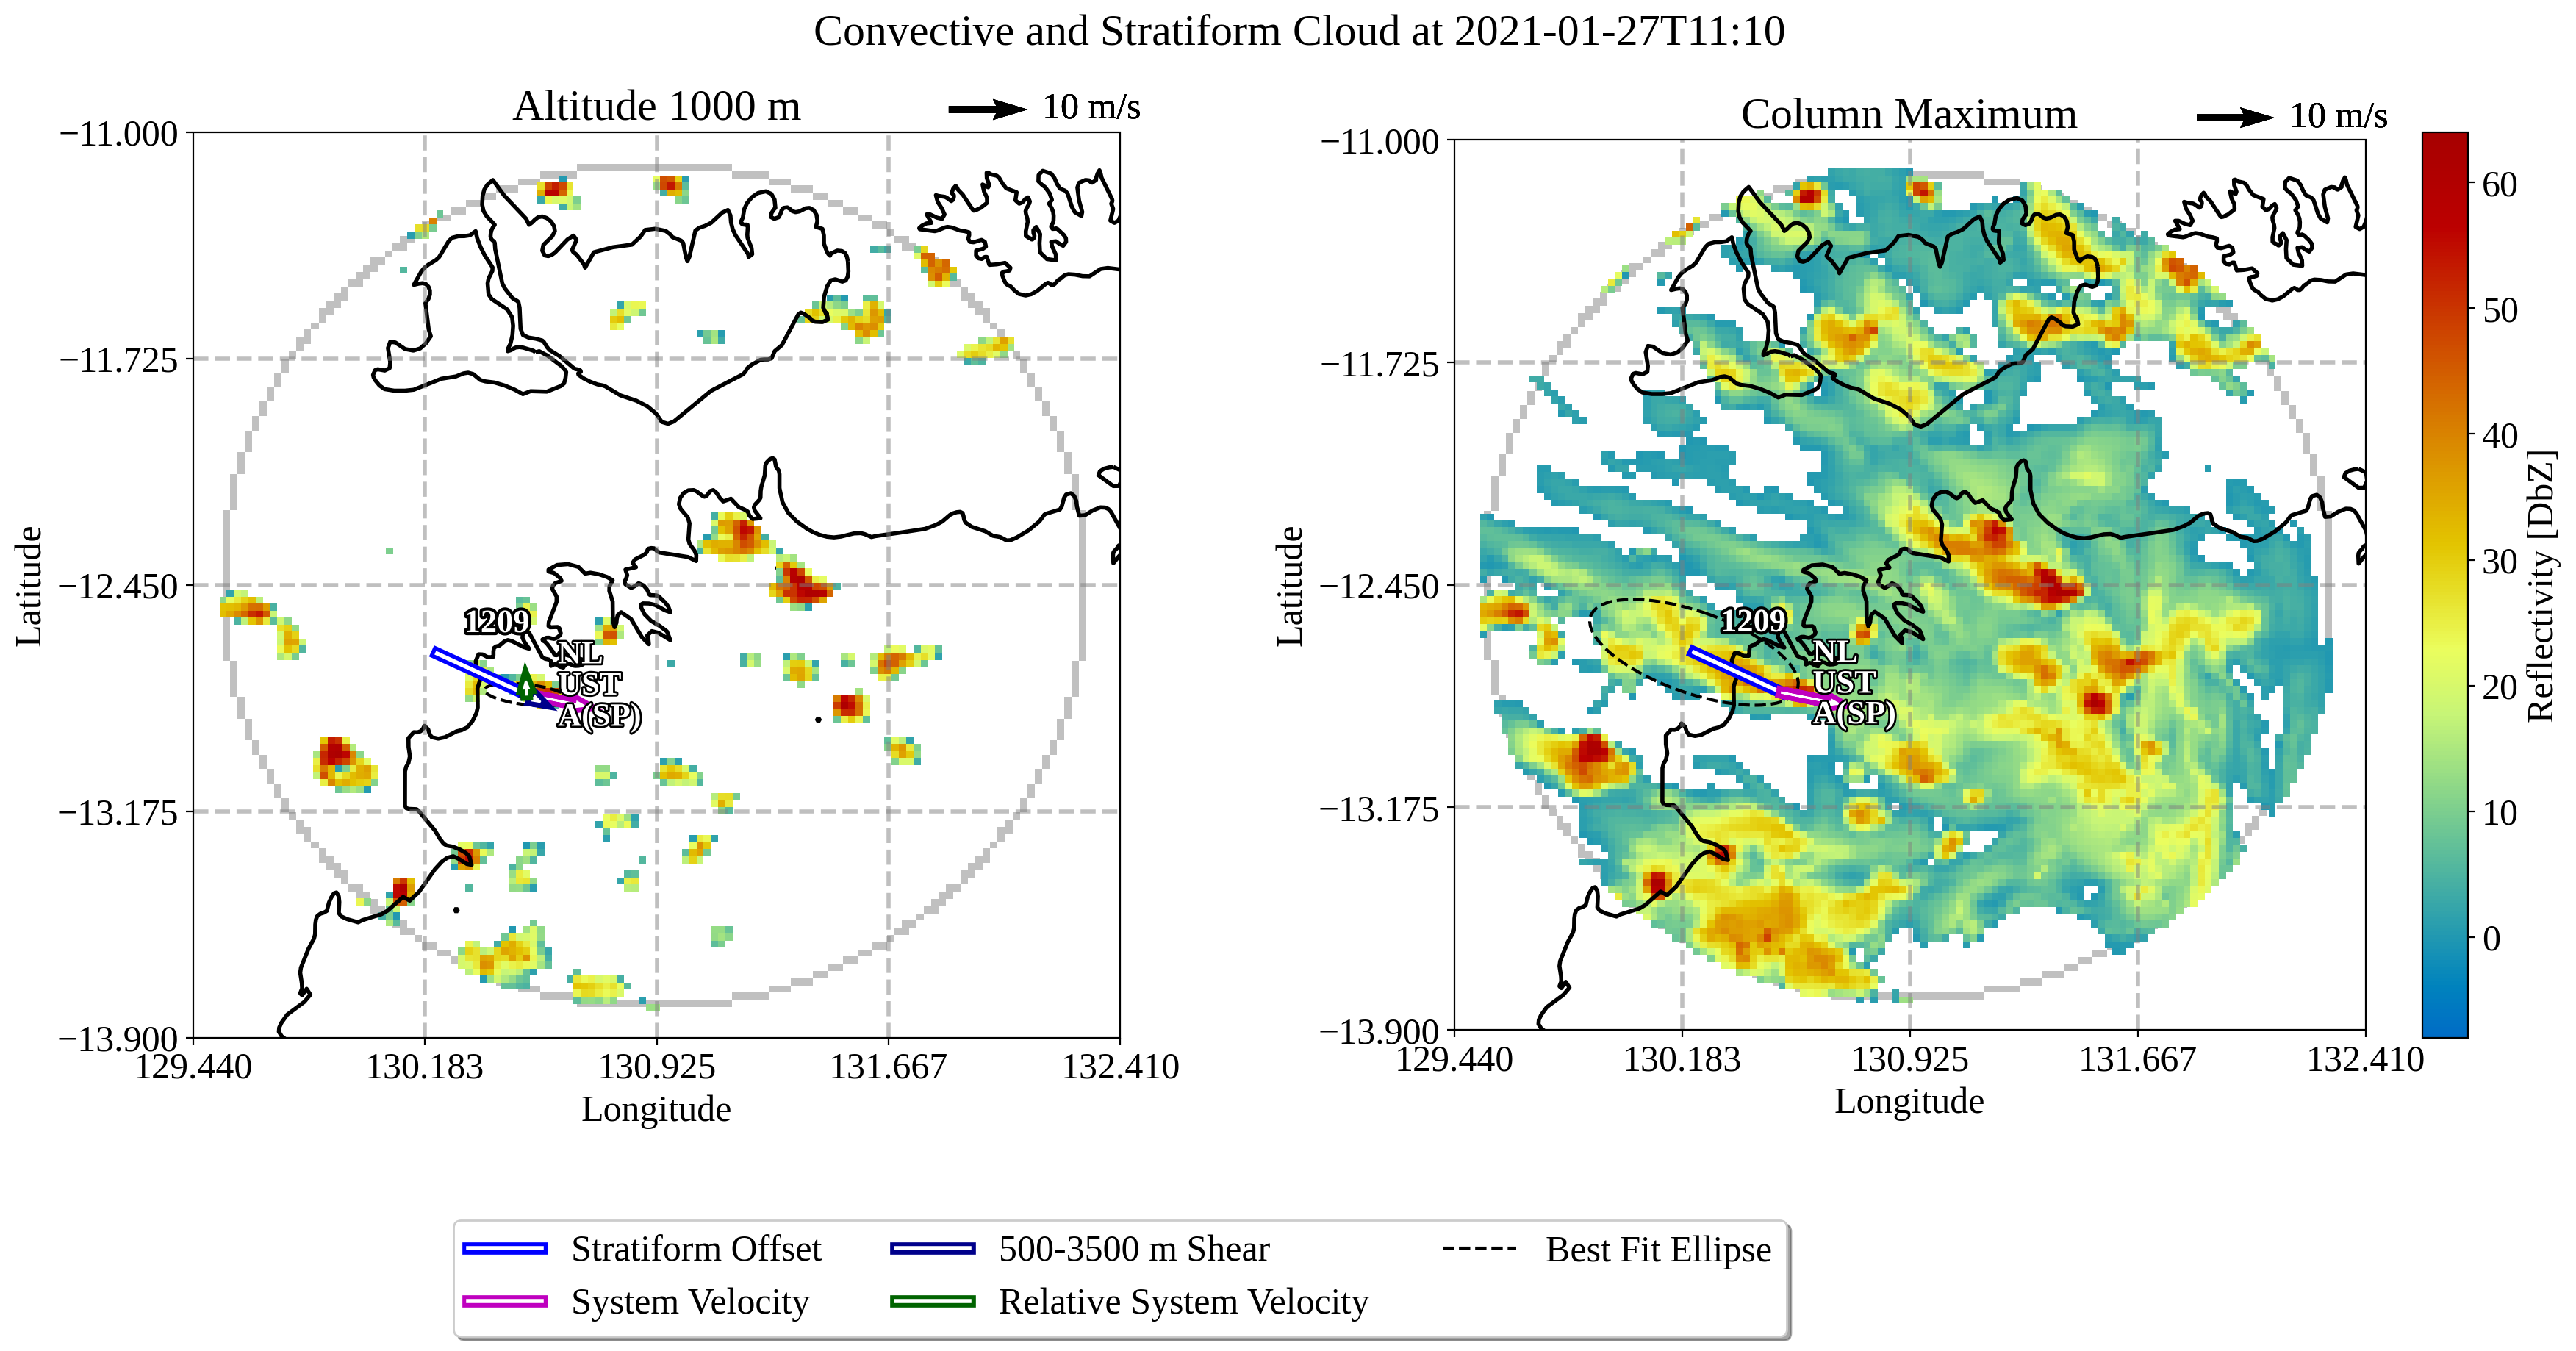 Convective and Stratiform Cloud at 2021-01-27T11:10
Altitude 1000 m
10 m/s
−11.000
−11.725
−12.450
−13.175
−13.900
Latitude
129.440
130.183
130.925
131.667
132.410
Longitude
1209
NL
UST
A(SP)
Column Maximum
10 m/s
−11.000
−11.725
−12.450
−13.175
−13.900
Latitude
129.440
130.183
130.925
131.667
132.410
Longitude
1209
NL
UST
A(SP)
60
50
40
30
20
10
0
Reflectivity [DbZ]
Stratiform Offset
System Velocity
500-3500 m Shear
Relative System Velocity
Best Fit Ellipse